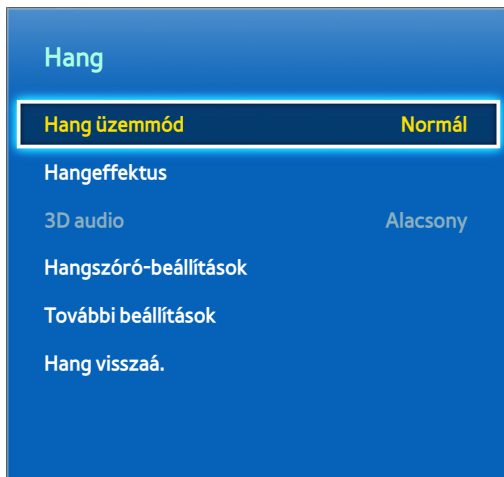 Hang
Hang üzemmód Normál
Hangeffektus
3D audio Alacsony
Hangszóró-beállítások
További beállítások
Hang visszaá.